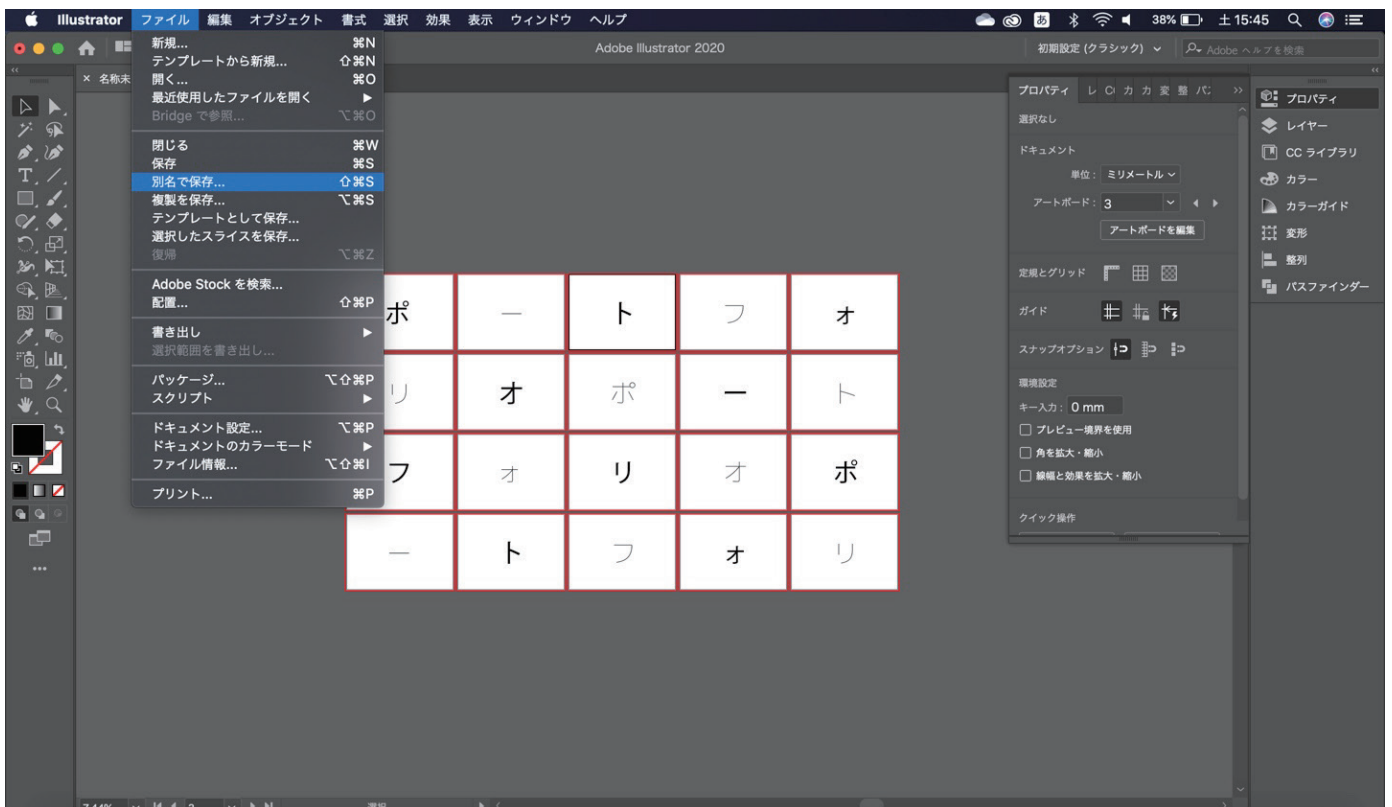 Illustrator ファイル 編集 オブジェクト 書式 選択 効果 表示 ウィンドウ ヘルプ
あ 38% 土15:45
Adobe Illustrator 2020
初期設定 (クラシック)
Adobe ヘルプを検索
× 名称未
新規... ⌘N
テンプレートから新規... ⇧⌘N
開く... ⌘O
最近使用したファイルを開く ▶
Bridge で参照... ⌥⌘O
閉じる ⌘W
保存 ⌘S
別名で保存... ⇧⌘S
複製を保存... ⌥⌘S
テンプレートとして保存...
選択したスライスを保存...
復帰 ⌥⌘Z
Adobe Stock を検索...
配置... ⇧⌘P
書き出し ▶
選択範囲を書き出し...
パッケージ... ⌥⇧⌘P
スクリプト ▶
ドキュメント設定... ⌥⌘P
ドキュメントのカラーモード ▶
ファイル情報... ⌥⇧⌘I
プリント... ⌘P
ポ ー ト フ ォ
リ オ ポ ー ト
フ ォ リ オ ポ
ー ト フ ォ リ
プロパティ レ カ カ 変 整
選択なし
ドキュメント
単位: ミリメートル
アートボード: 3
アートボードを編集
定規とグリッド
ガイド
スナップオプション
環境設定
キー入力: 0 mm
プレビュー境界を使用
角を拡大・縮小
線幅と効果を拡大・縮小
クイック操作
プロパティ
レイヤー
CC ライブラリ
カラー
カラーガイド
変形
整列
パスファインダー